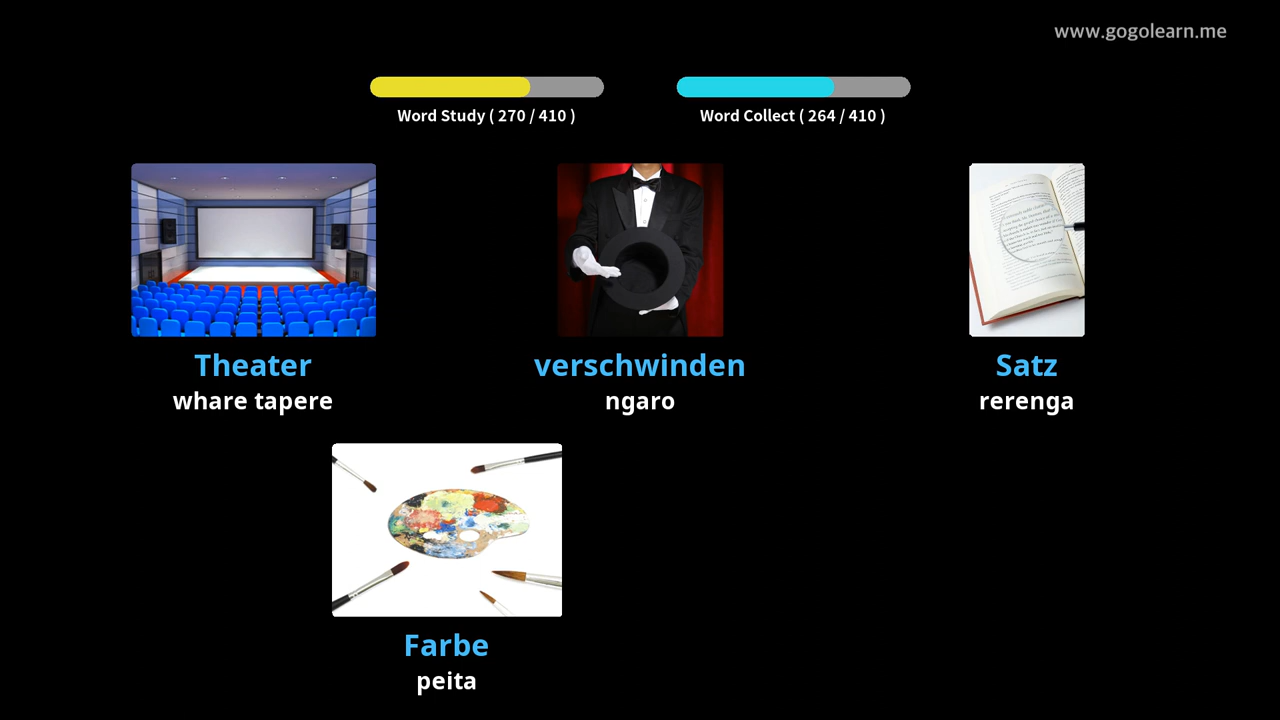 www.gogolearn.me
Word Study ( 270 / 410 )
Word Collect ( 264 / 410 )
Theater
whare tapere
verschwinden
ngaro
Satz
rerenga
Farbe
peita